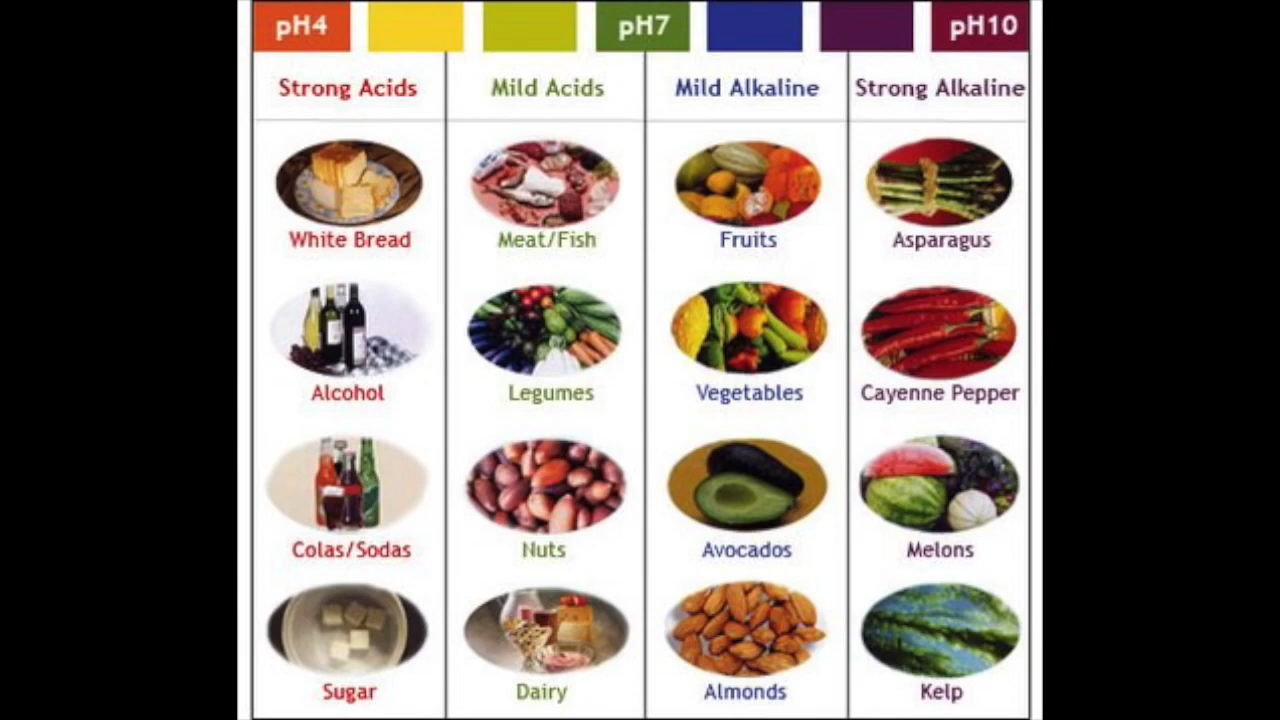 pH4 pH7 pH10
Strong Acids Mild Acids Mild Alkaline Strong Alkaline
White Bread Meat/Fish Fruits Asparagus
Alcohol Legumes Vegetables Cayenne Pepper
Colas/Sodas Nuts Avocados Melons
Sugar Dairy Almonds Kelp